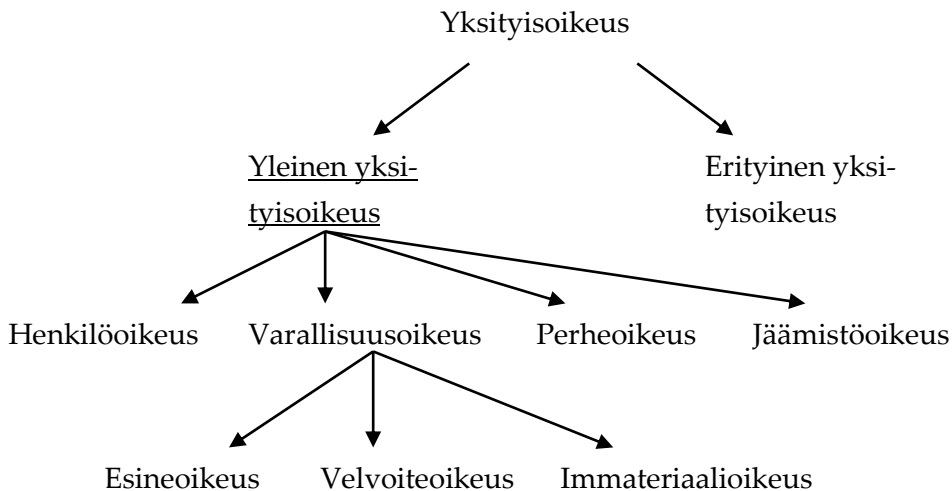 Yksityisoikeus
Yleinen yksi-
tyisoikeus
Erityinen yksi-
tyisoikeus
Henkilöoikeus Varallisuusoikeus Perheoikeus Jäämistöoikeus
Esineoikeus Velvoiteoikeus Immateriaalioikeus